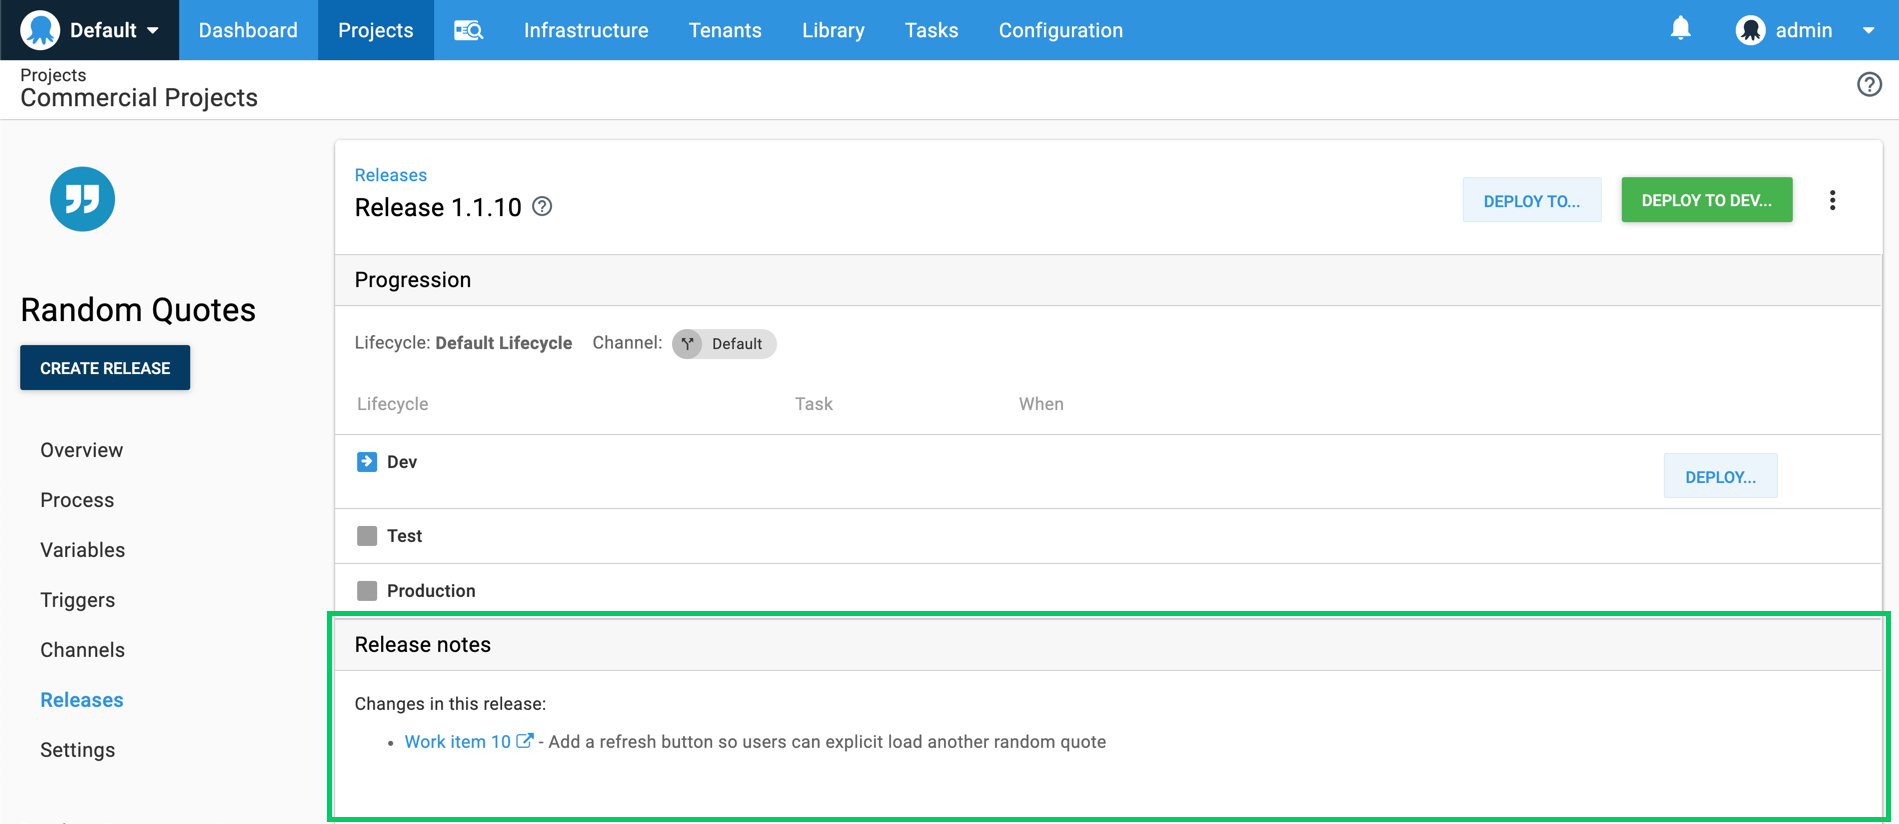 Default Dashboard Projects Infrastructure Tenants Library Tasks Configuration admin
Projects
Commercial Projects
Random Quotes
CREATE RELEASE
Overview
Process
Variables
Triggers
Channels
Releases
Settings
Releases
Release 1.1.10
DEPLOY TO... DEPLOY TO DEV...
Progression
Lifecycle: Default Lifecycle Channel: Default
Lifecycle Task When
Dev DEPLOY...
Test
Production
Release notes
Changes in this release:
• Work item 10 - Add a refresh button so users can explicit load another random quote